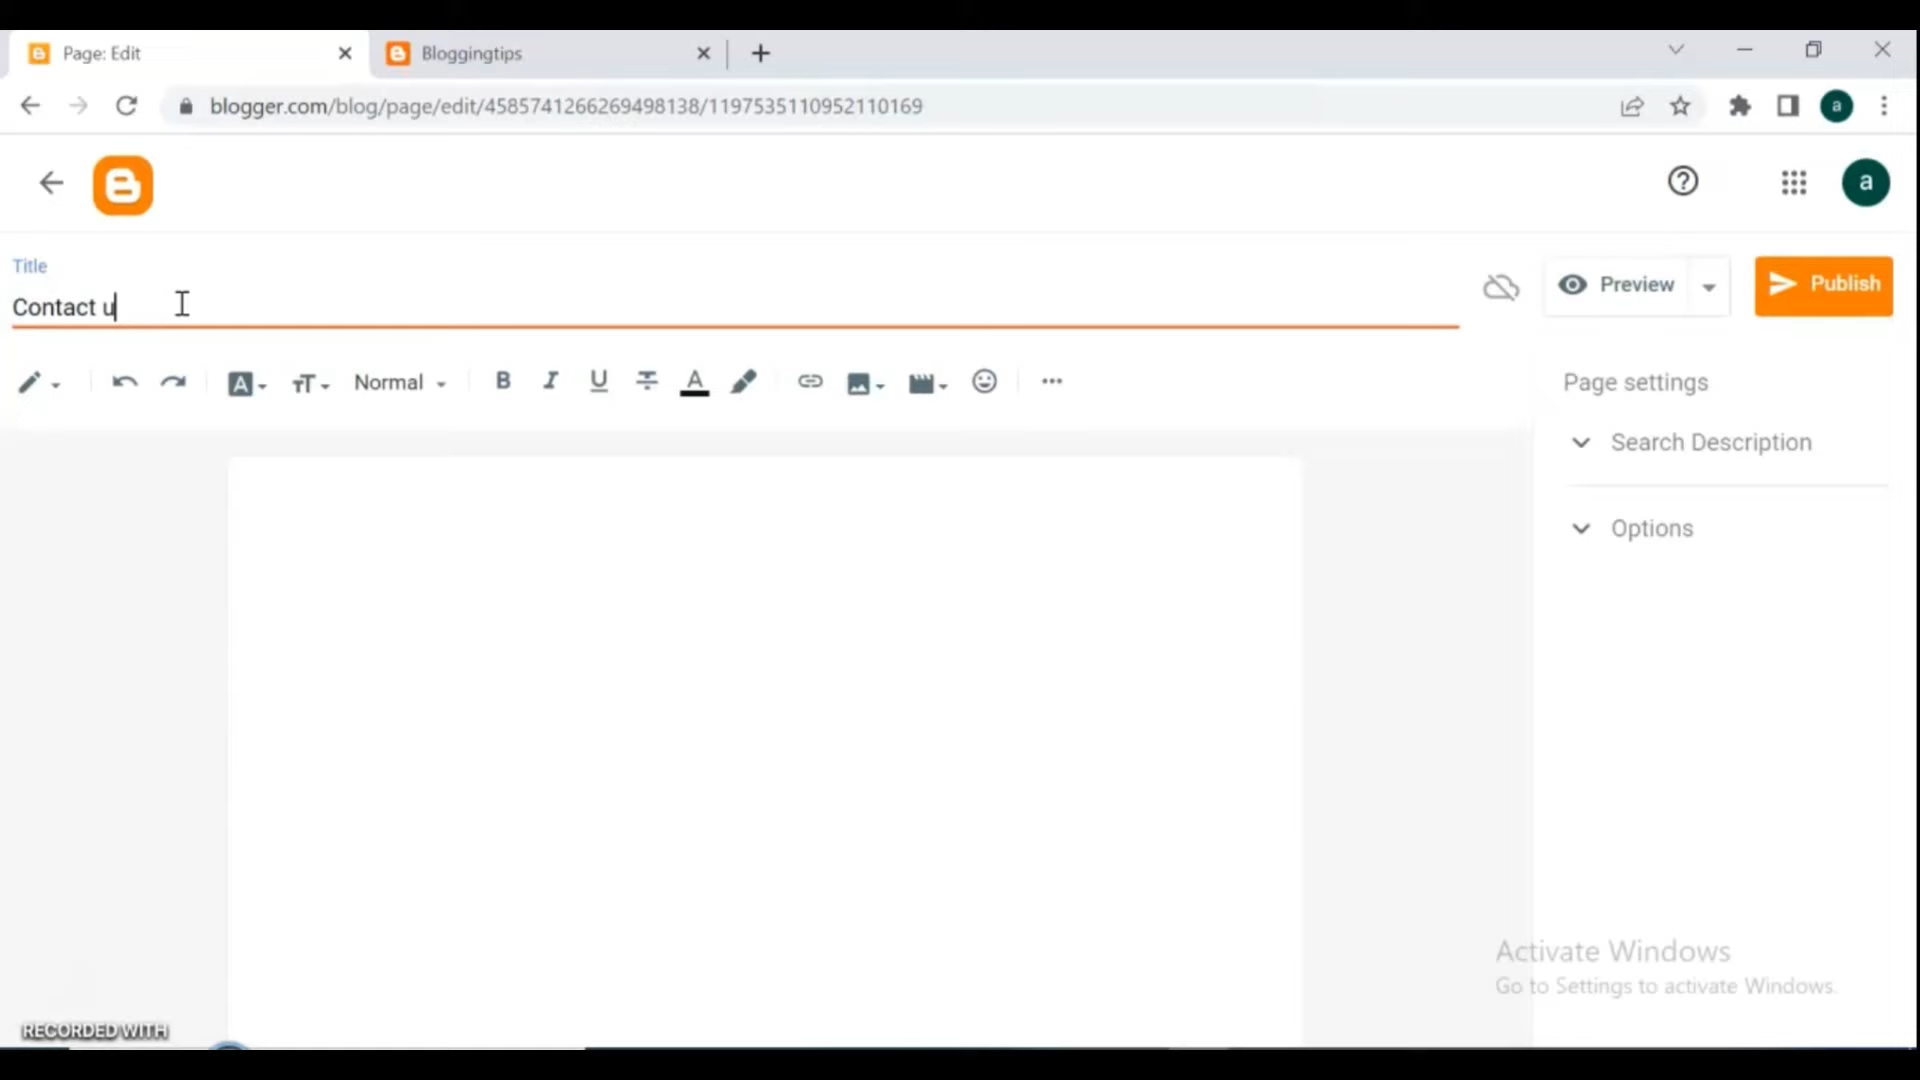 Page: Edit
Bloggingtips
blogger.com/blog/page/edit/4585741266269498138/1197535110952110169
a
a
Title
Contact u
Preview
Publish
Normal
B I U A
Page settings
Search Description
Options
Activate Windows
Go to Settings to activate Windows.
RECORDED WITH